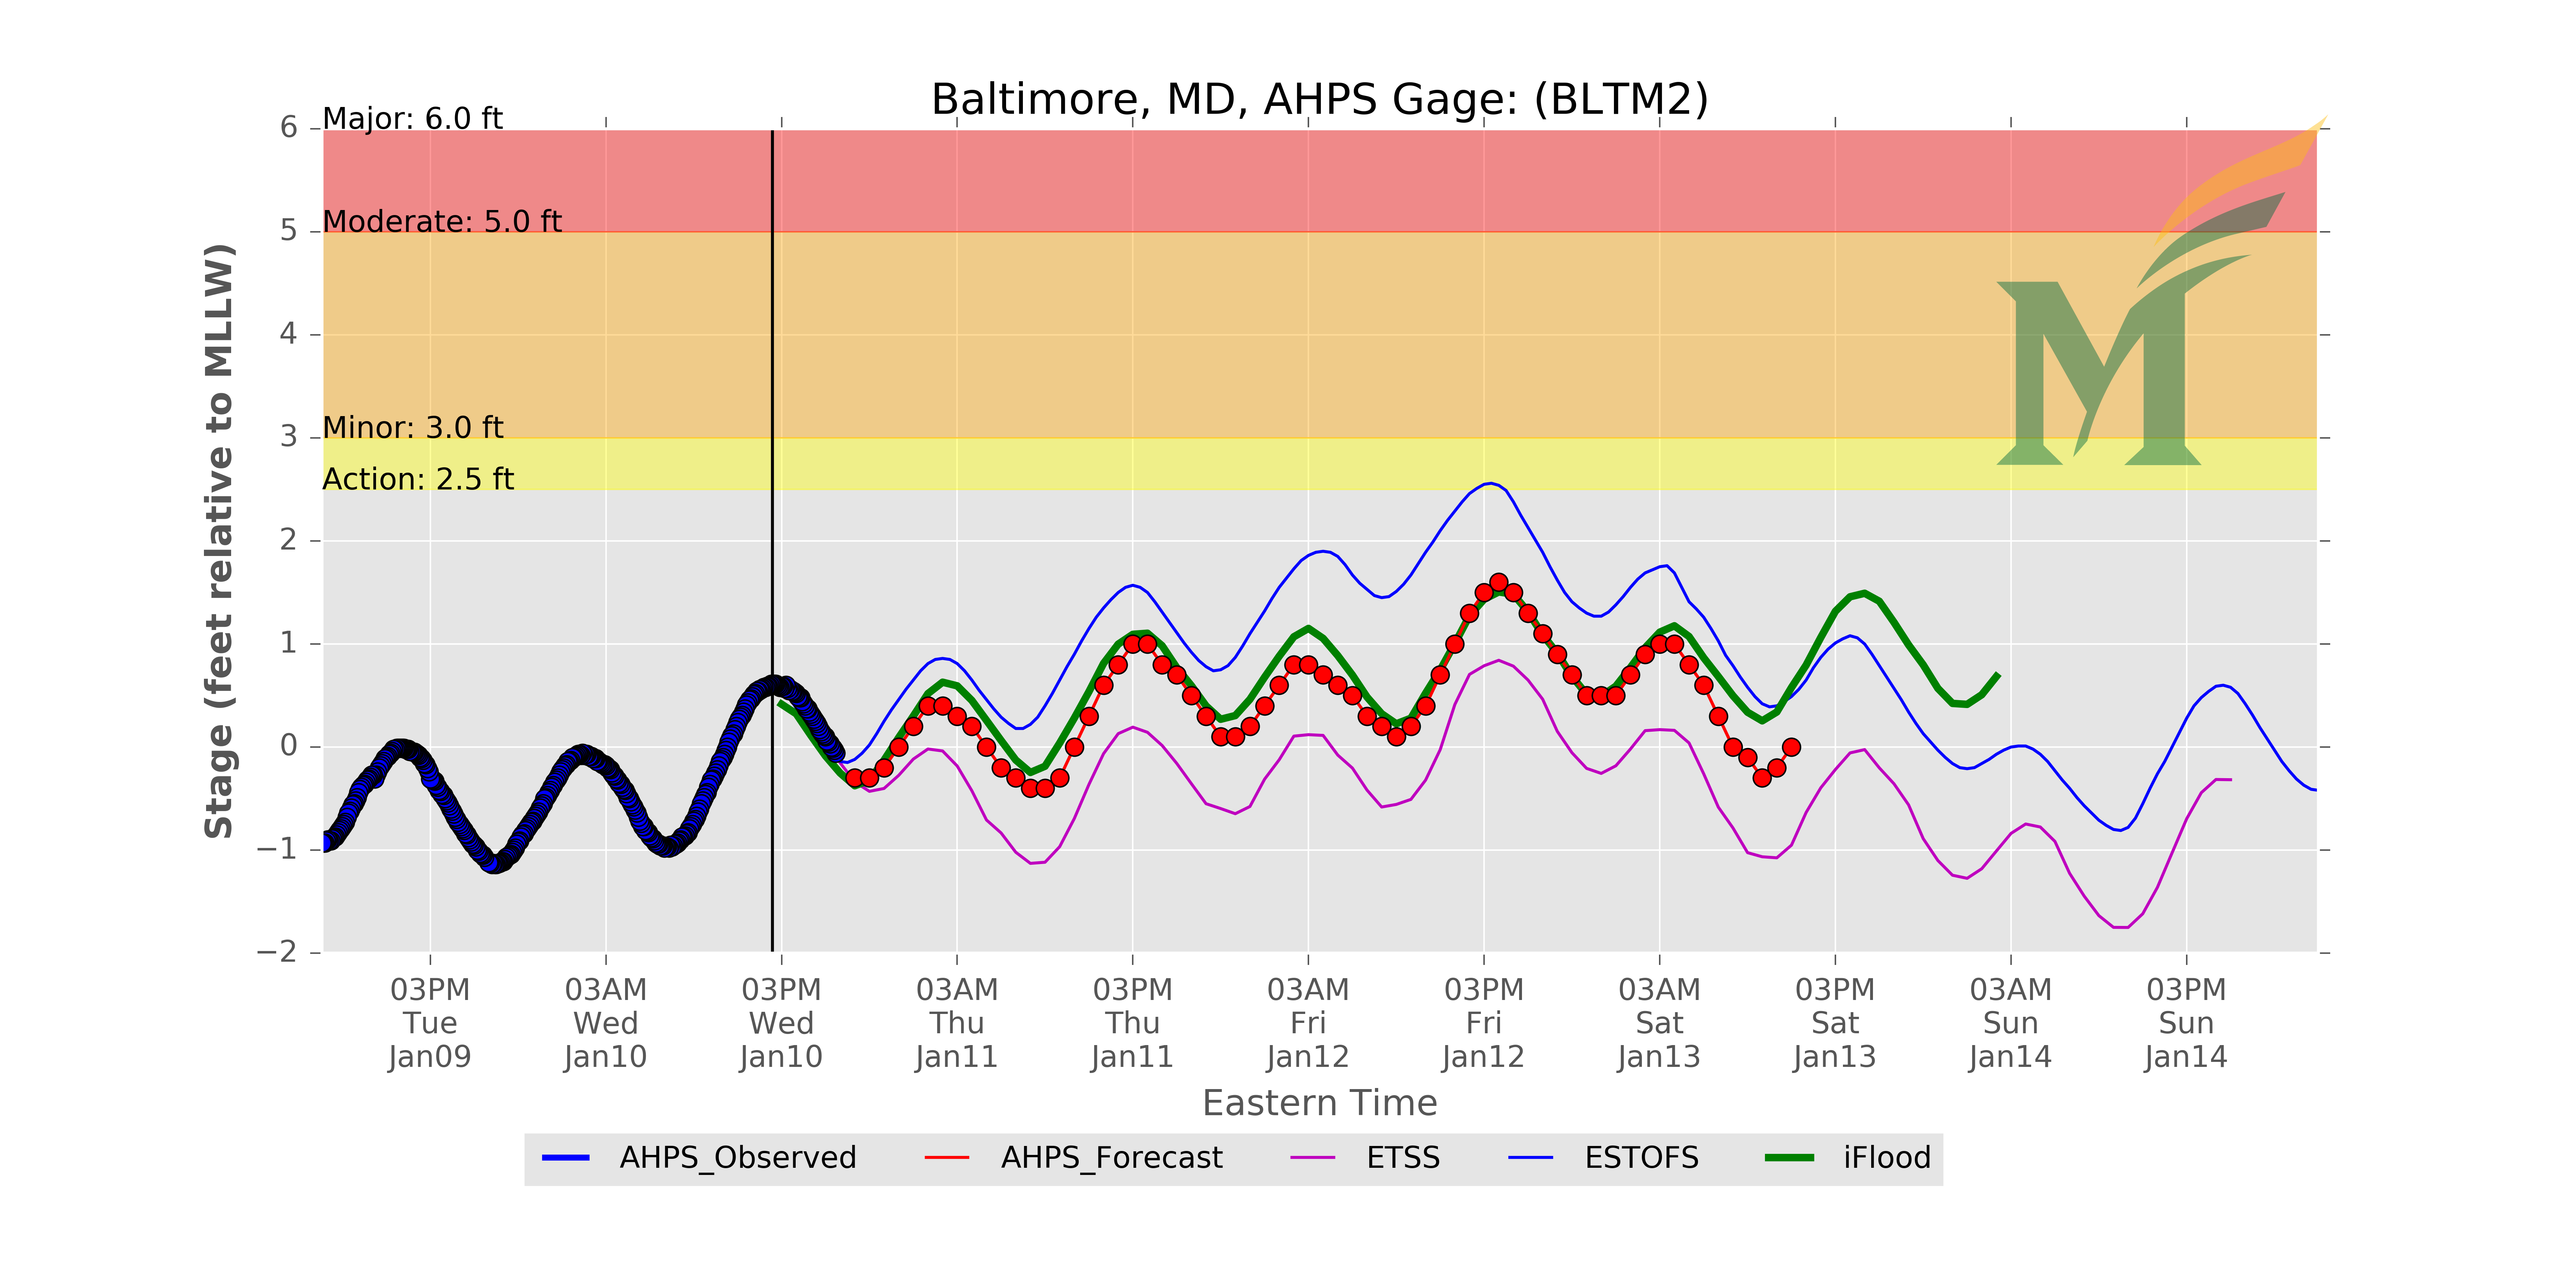 Baltimore, MD, AHPS Gage: (BLTM2)
Major: 6.0 ft
Moderate: 5.0 ft
Minor: 3.0 ft
Action: 2.5 ft
Stage (feet relative to MLLW)
6
5
4
3
2
1
0
−1
−2
03PM 03AM 03PM 03AM 03PM 03AM 03PM 03AM 03PM 03AM 03PM
Tue Wed Wed Thu Thu Fri Fri Sat Sat Sun Sun
Jan09 Jan10 Jan10 Jan11 Jan11 Jan12 Jan12 Jan13 Jan13 Jan14 Jan14
Eastern Time
AHPS_Observed AHPS_Forecast ETSS ESTOFS iFlood
M